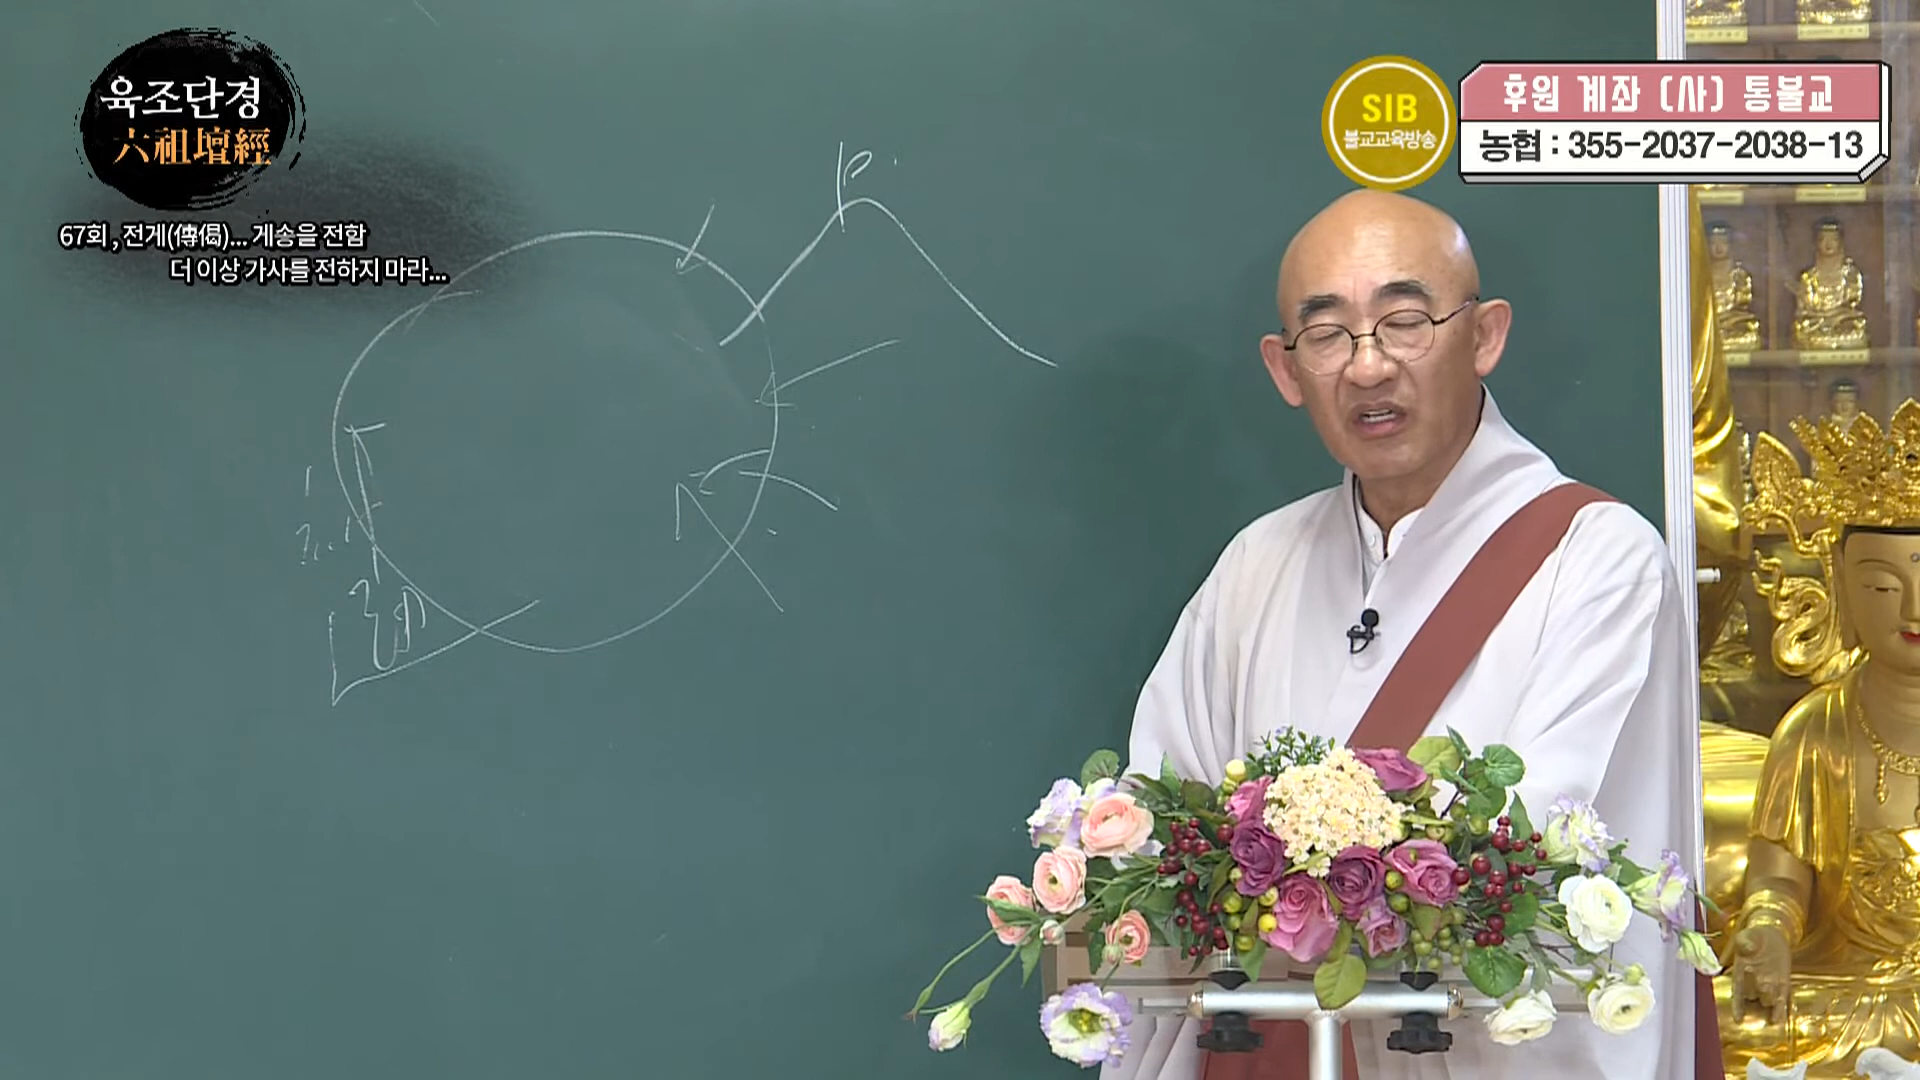 육조단경
六祖壇經
67회, 전게(傳偈)... 게송을 전함
더 이상 가사를 전하지 마라...
SIB
불교교육방송
후원 계좌 (사) 통불교
농협 : 355-2037-2038-13
1.
2.